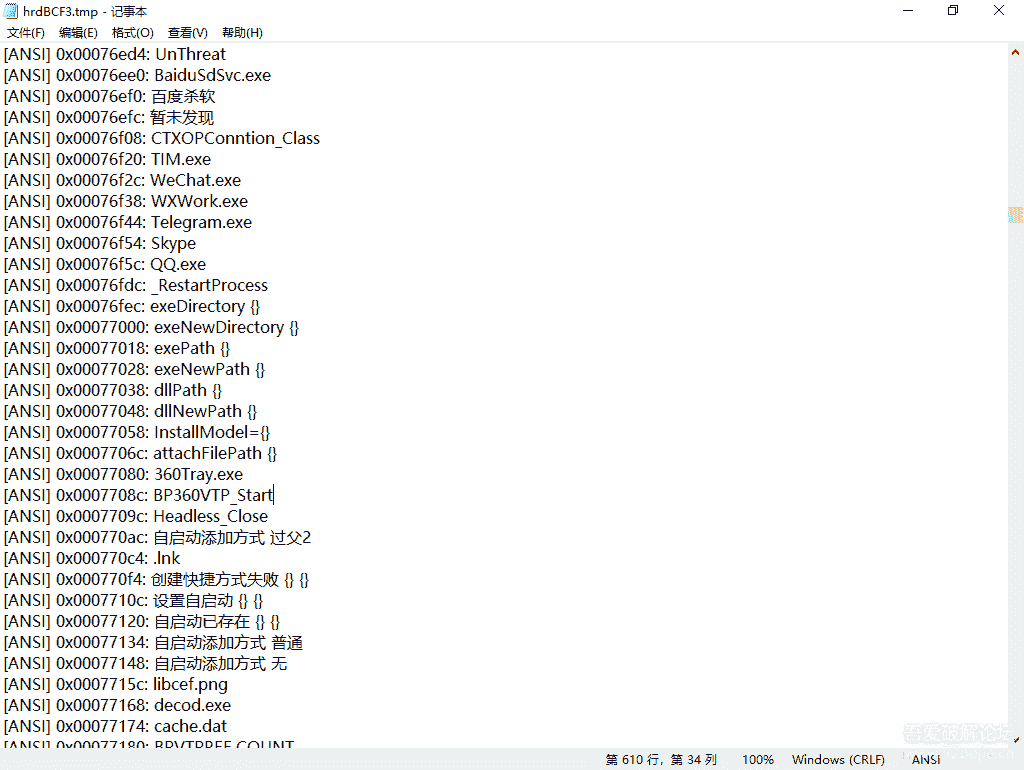 hrdBCF3.tmp - 记事本
文件(F) 编辑(E) 格式(O) 查看(V) 帮助(H)
[ANSI] 0x00076ed4: UnThreat
[ANSI] 0x00076ee0: BaiduSdSvc.exe
[ANSI] 0x00076ef0: 百度杀软
[ANSI] 0x00076efc: 暂未发现
[ANSI] 0x00076f08: CTXOPConntion_Class
[ANSI] 0x00076f20: TIM.exe
[ANSI] 0x00076f2c: WeChat.exe
[ANSI] 0x00076f38: WXWork.exe
[ANSI] 0x00076f44: Telegram.exe
[ANSI] 0x00076f54: Skype
[ANSI] 0x00076f5c: QQ.exe
[ANSI] 0x00076fdc: _RestartProcess
[ANSI] 0x00076fec: exeDirectory {}
[ANSI] 0x00077000: exeNewDirectory {}
[ANSI] 0x00077018: exePath {}
[ANSI] 0x00077028: exeNewPath {}
[ANSI] 0x00077038: dllPath {}
[ANSI] 0x00077048: dllNewPath {}
[ANSI] 0x00077058: InstallModel={}
[ANSI] 0x0007706c: attachFilePath {}
[ANSI] 0x00077080: 360Tray.exe
[ANSI] 0x0007708c: BP360VTP_Start
[ANSI] 0x0007709c: Headless_Close
[ANSI] 0x000770ac: 自启动添加方式 过父2
[ANSI] 0x000770c4: .lnk
[ANSI] 0x000770f4: 创建快捷方式失败 {} {}
[ANSI] 0x0007710c: 设置自启动 {} {}
[ANSI] 0x00077120: 自启动已存在 {} {}
[ANSI] 0x00077134: 自启动添加方式 普通
[ANSI] 0x00077148: 自启动添加方式 无
[ANSI] 0x0007715c: libcef.png
[ANSI] 0x00077168: decod.exe
[ANSI] 0x00077174: cache.dat
[ANSI] 0x00077180: BPVTPREF COUNT
吾爱破解论坛
第 610 行，第 34 列 100% Windows (CRLF) ANSI